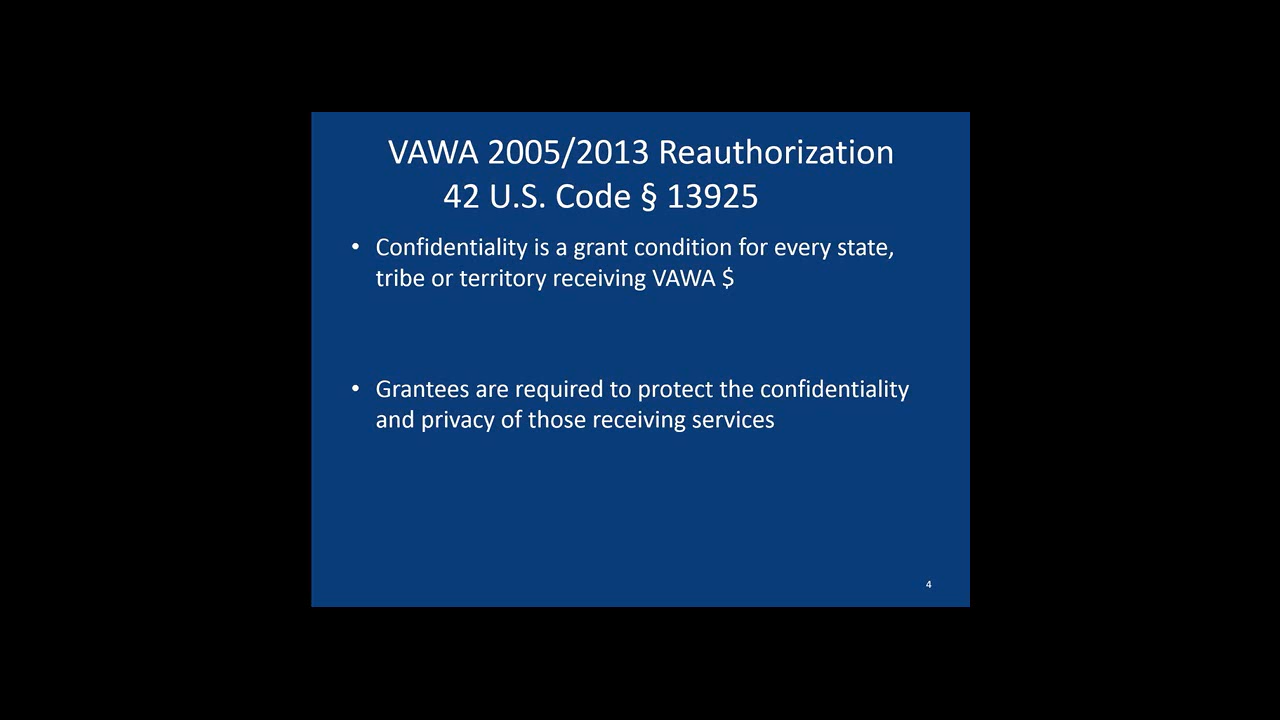 VAWA 2005/2013 Reauthorization
42 U.S. Code § 13925
• Confidentiality is a grant condition for every state,
tribe or territory receiving VAWA $
• Grantees are required to protect the confidentiality
and privacy of those receiving services
4